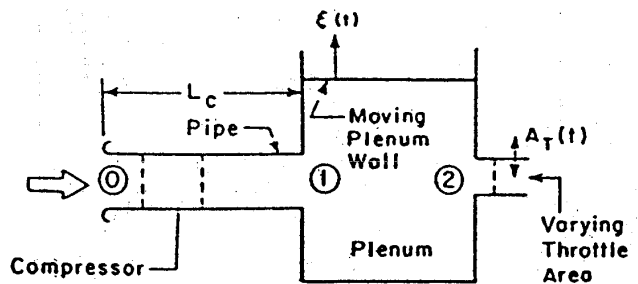 ξ(t)
L_c
Pipe
Moving
Plenum
Wall
A_T(t)
0
1
2
Varying
Throttle
Area
Plenum
Compressor